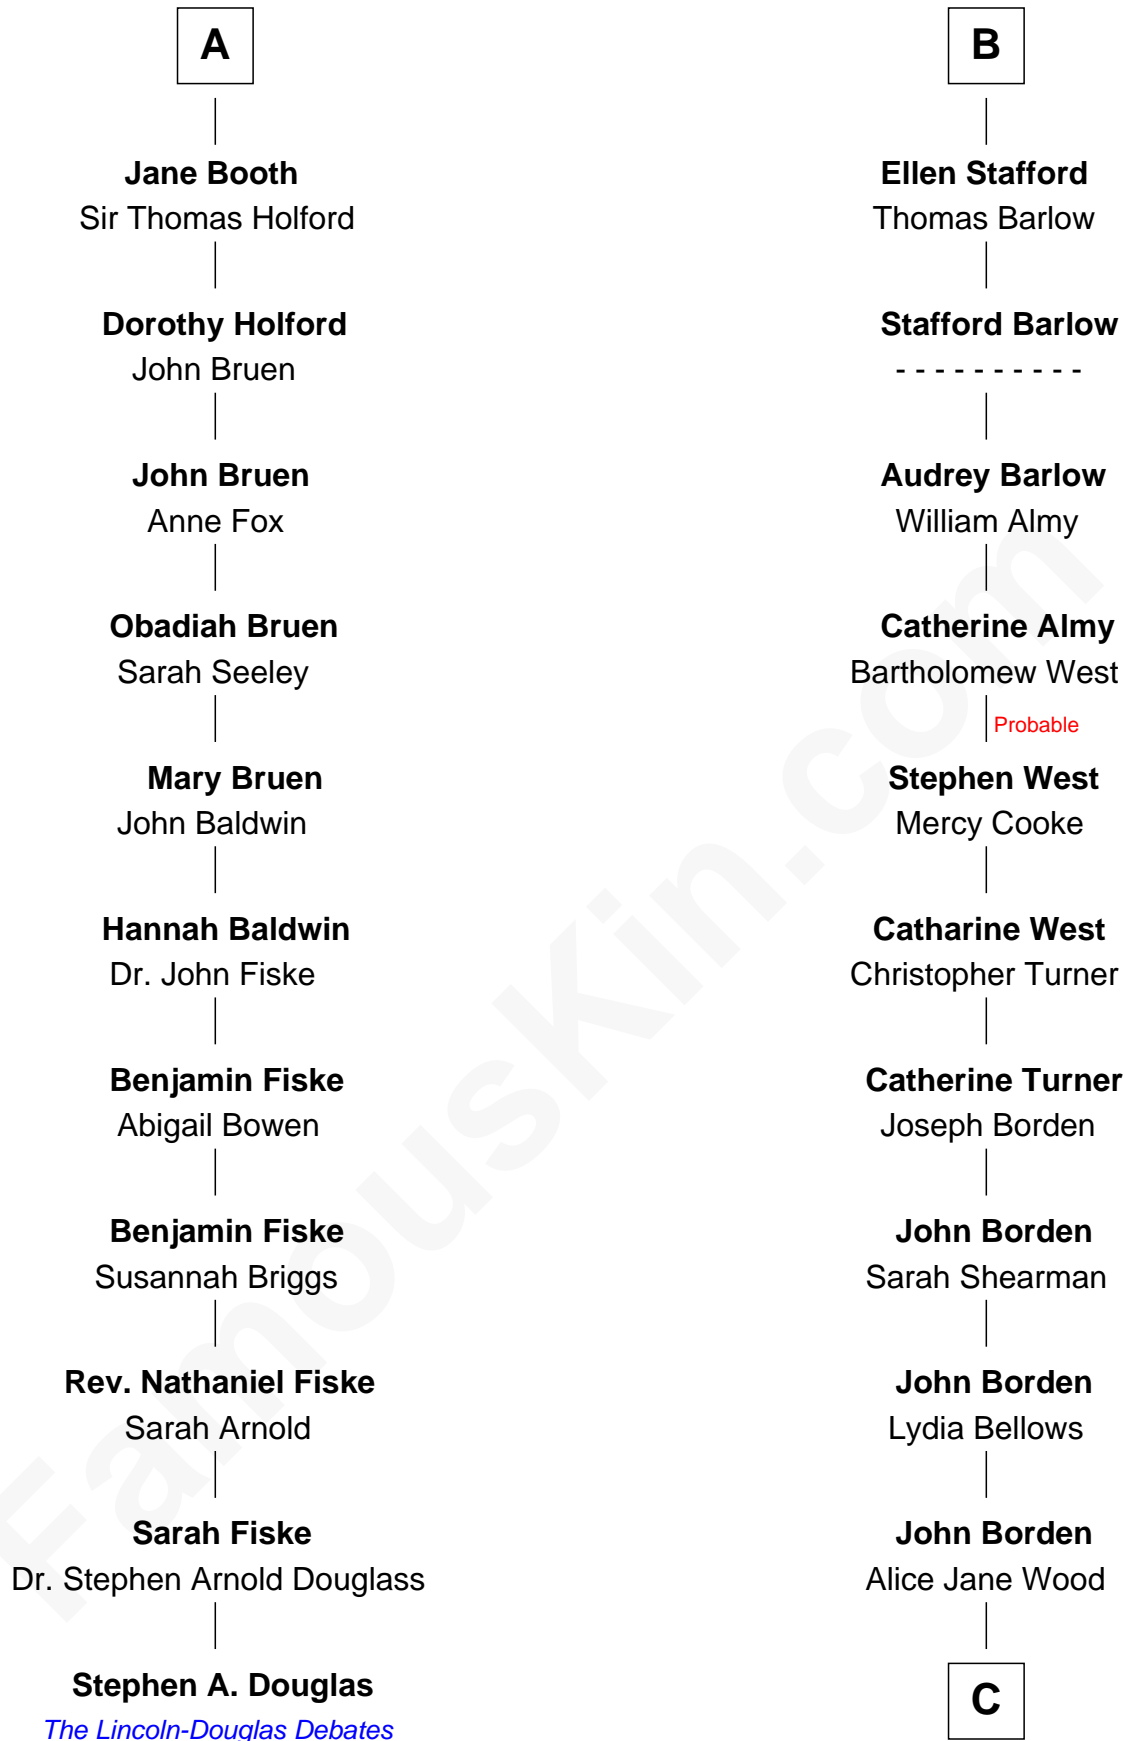 A
Jane Booth
Sir Thomas Holford
Dorothy Holford
John Bruen
John Bruen
Anne Fox
Obadiah Bruen
Sarah Seeley
Mary Bruen
John Baldwin
Hannah Baldwin
Dr. John Fiske
Benjamin Fiske
Abigail Bowen
Benjamin Fiske
Susannah Briggs
Rev. Nathaniel Fiske
Sarah Arnold
Sarah Fiske
Dr. Stephen Arnold Douglass
Stephen A. Douglas
The Lincoln-Douglas Debates
B
Ellen Stafford
Thomas Barlow
Stafford Barlow
- - - - - - - - - -
Audrey Barlow
William Almy
Catherine Almy
Bartholomew West
Probable
Stephen West
Mercy Cooke
Catharine West
Christopher Turner
Catherine Turner
Joseph Borden
John Borden
Sarah Shearman
John Borden
Lydia Bellows
John Borden
Alice Jane Wood
C
FamousKin.com